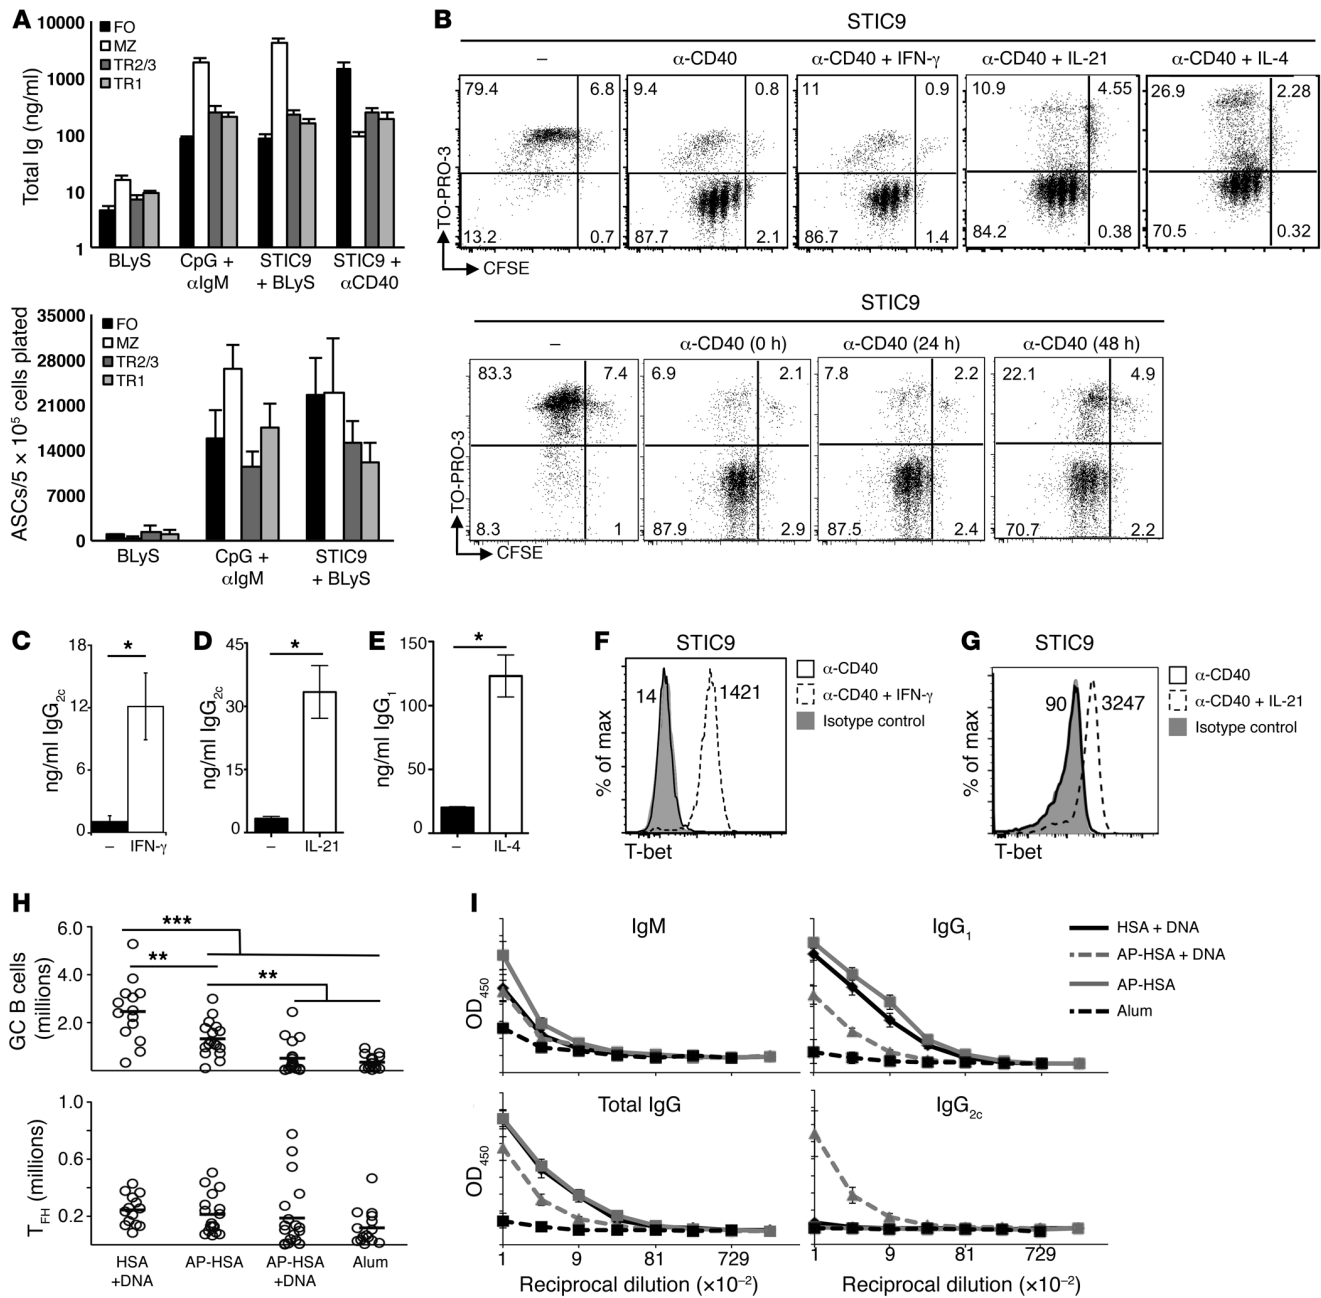 A
10000
1000
100
10
1
Total Ig (ng/ml)
FO
MZ
TR2/3
TR1
BLyS
CpG + αIgM
STIC9 + BLyS
STIC9 + αCD40
35000
28000
21000
14000
7000
0
ASCs/5 × 10⁵ cells plated
FO
MZ
TR2/3
TR1
BLyS
CpG + αIgM
STIC9 + BLyS
B
STIC9
–
α-CD40
α-CD40 + IFN-γ
α-CD40 + IL-21
α-CD40 + IL-4
79.4 6.8
9.4 0.8
11 0.9
10.9 4.55
26.9 2.28
13.2 0.7
87.7 2.1
86.7 1.4
84.2 0.38
70.5 0.32
TO-PRO-3
CFSE
STIC9
–
α-CD40 (0 h)
α-CD40 (24 h)
α-CD40 (48 h)
83.3 7.4
6.9 2.1
7.8 2.2
22.1 4.9
8.3 1
87.9 2.9
87.5 2.4
70.7 2.2
TO-PRO-3
CFSE
C
18
12
6
0
ng/ml IgG2c
*
– IFN-γ
D
45
30
15
0
ng/ml IgG2c
*
– IL-21
E
150
100
50
0
ng/ml IgG1
*
– IL-4
F
STIC9
14
1421
% of max
T-bet
α-CD40
α-CD40 + IFN-γ
Isotype control
G
STIC9
90
3247
% of max
T-bet
α-CD40
α-CD40 + IL-21
Isotype control
H
6.0
4.0
2.0
GC B cells (millions)
***
**
**
1.0
0.6
0.2
TFH (millions)
HSA +DNA
AP-HSA
AP-HSA +DNA
Alum
I
IgM
OD450
IgG1
HSA + DNA
AP-HSA + DNA
AP-HSA
Alum
Total IgG
OD450
IgG2c
1 9 81 729
Reciprocal dilution (×10⁻²)
1 9 81 729
Reciprocal dilution (×10⁻²)